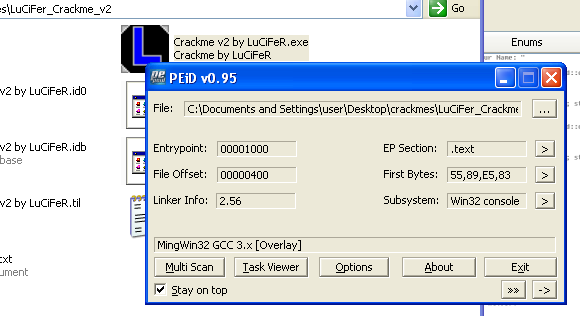 s\LuCiFer_Crackme_v2
Go
Crackme v2 by LuCiFeR.exe
Crackme by LuCiFeR
Enums
PEiD v0.95
File: C:\Documents and Settings\user\Desktop\crackmes\LuCiFer_Crackme ...
v2 by LuCiFeR.id0
Entrypoint: 00001000 EP Section: .text >
v2 by LuCiFeR.idb
base
File Offset: 00000400 First Bytes: 55,89,E5,83 >
v2 by LuCiFeR.til
Linker Info: 2.56 Subsystem: Win32 console >
MingWin32 GCC 3.x [Overlay]
txt
ument
Multi Scan Task Viewer Options About Exit
Stay on top >> ->